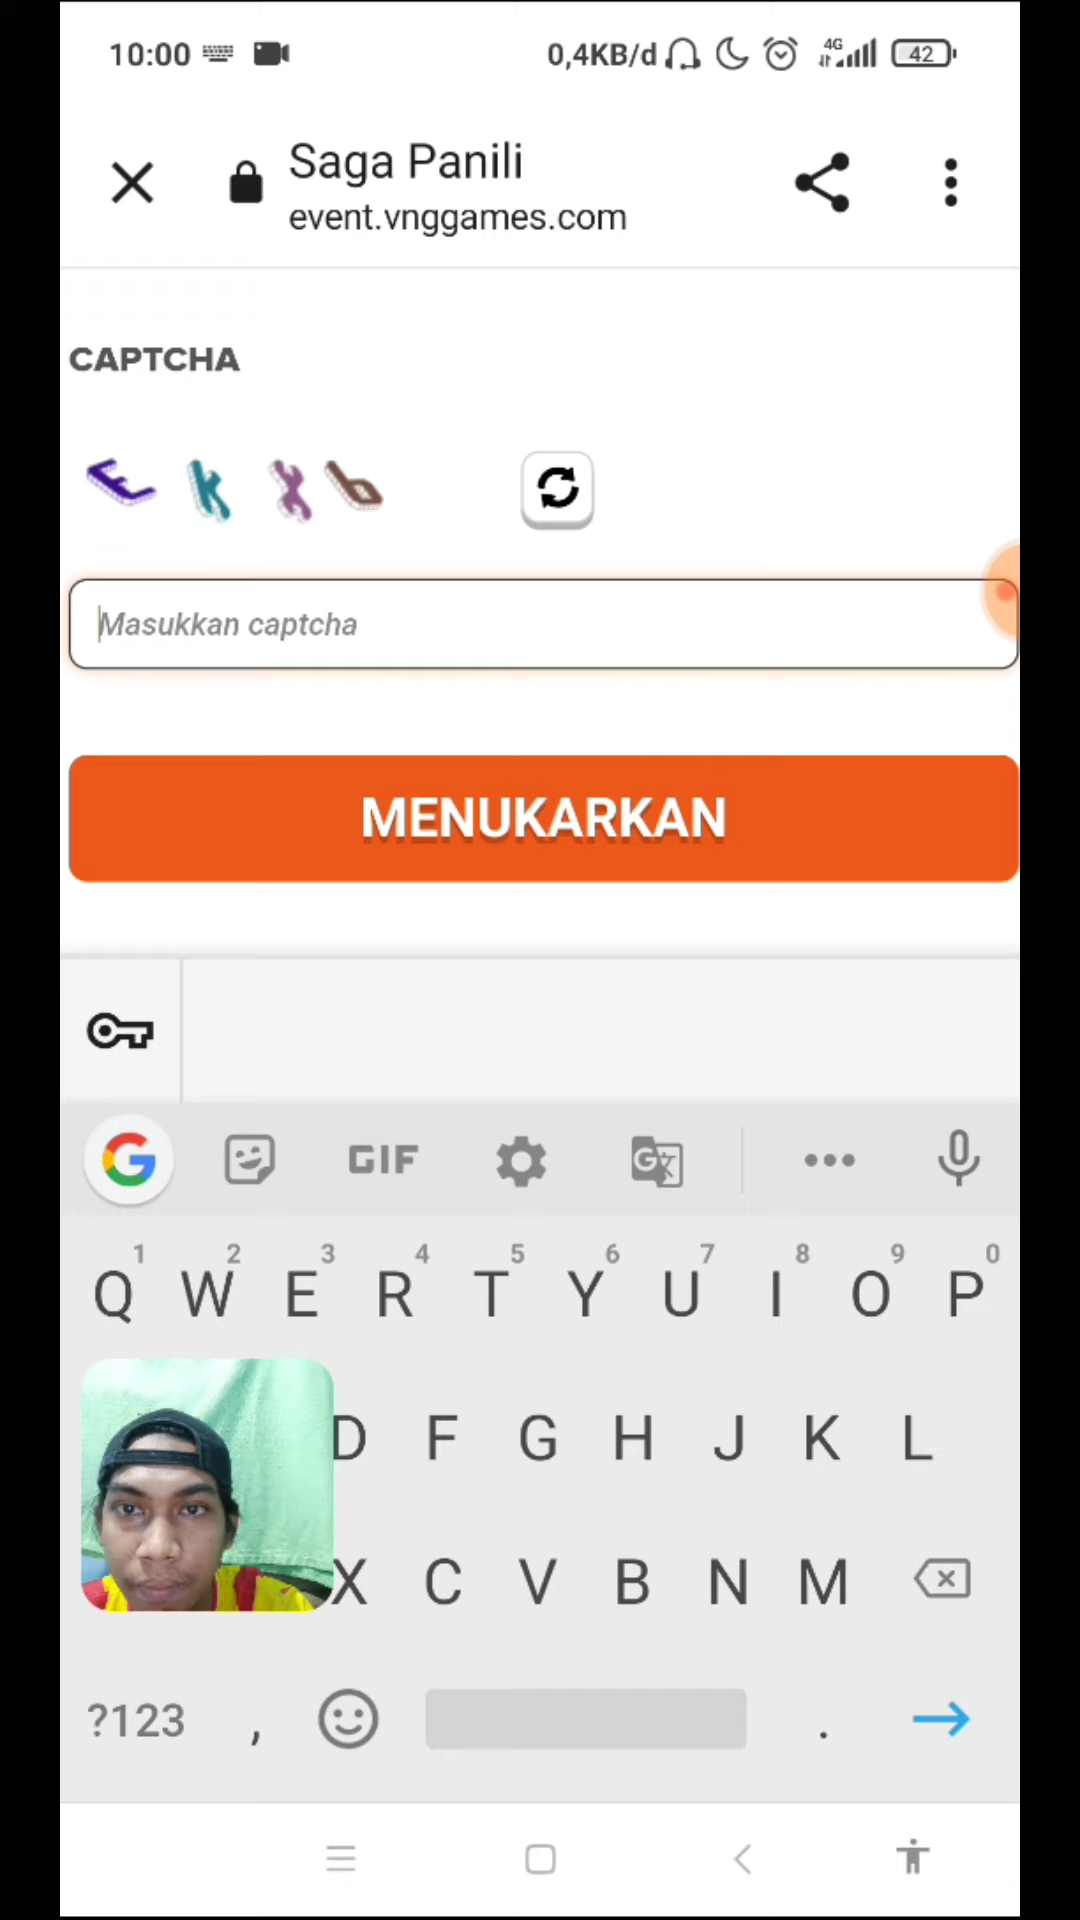 10:00 0,4KB/d 4G 42
Saga Panili
event.vnggames.com
CAPTCHA
F k X b
Masukkan captcha
MENUKARKAN
GIF G
1 2 3 4 5 6 7 8 9 0
Q W E R T Y U I O P
D F G H J K L
X C V B N M
?123 , .